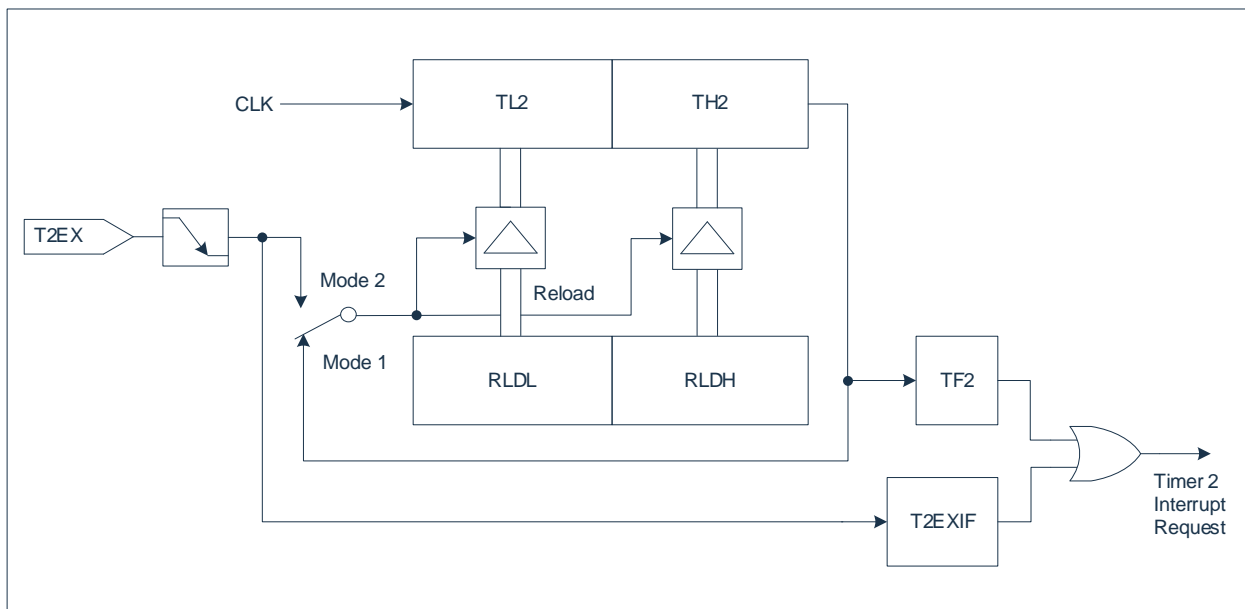 CLK
TL2
TH2
T2EX
Mode 2
Reload
Mode 1
RLDL
RLDH
TF2
T2EXIF
Timer 2
Interrupt
Request